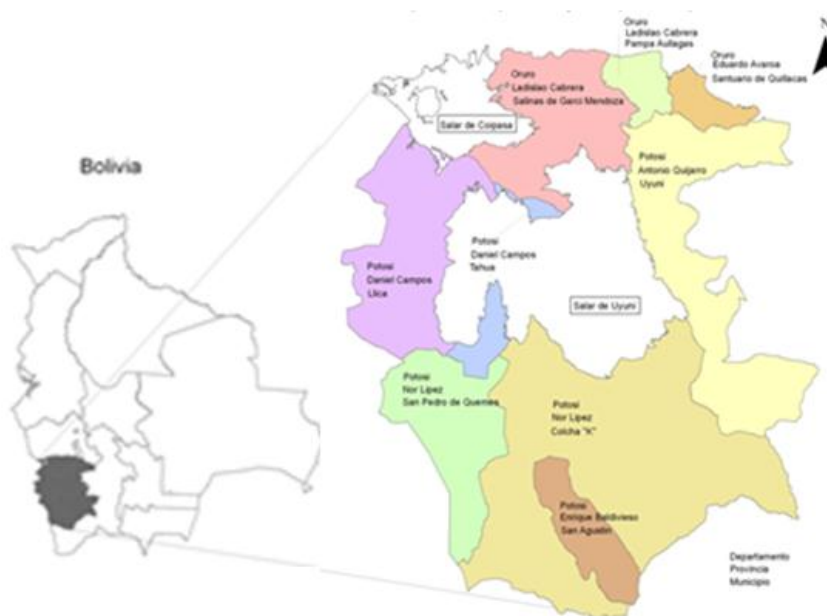 Bolivia
N
Oruro
Ladislao Cabrera
Pampa Aullagas
Oruro
Eduardo Avaroa
Santuario de Quillacas
Oruro
Ladislao Cabrera
Salinas de Garci Mendoza
Salar de Coipasa
Potosi
Antonio Quijarro
Uyuni
Potosi
Daniel Campos
Tahua
Potosi
Daniel Campos
Llica
Salar de Uyuni
Potosi
Nor Lipez
San Pedro de Quemes
Potosi
Nor Lipez
Colcha "K"
Potosi
Enrique Baldivieso
San Agustin
Departamento
Provincia
Municipio